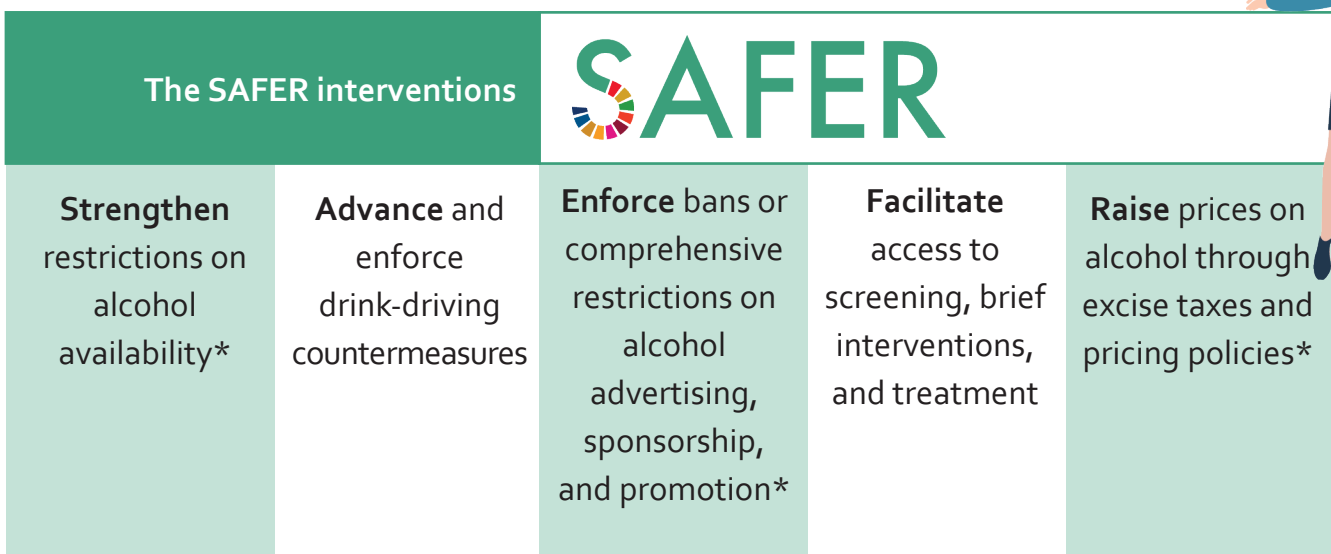 The SAFER interventions
SAFER
Strengthen
restrictions on
alcohol
availability*
Advance and
enforce
drink-driving
countermeasures
Enforce bans or
comprehensive
restrictions on
alcohol
advertising,
sponsorship,
and promotion*
Facilitate
access to
screening, brief
interventions,
and treatment
Raise prices on
alcohol through
excise taxes and
pricing policies*